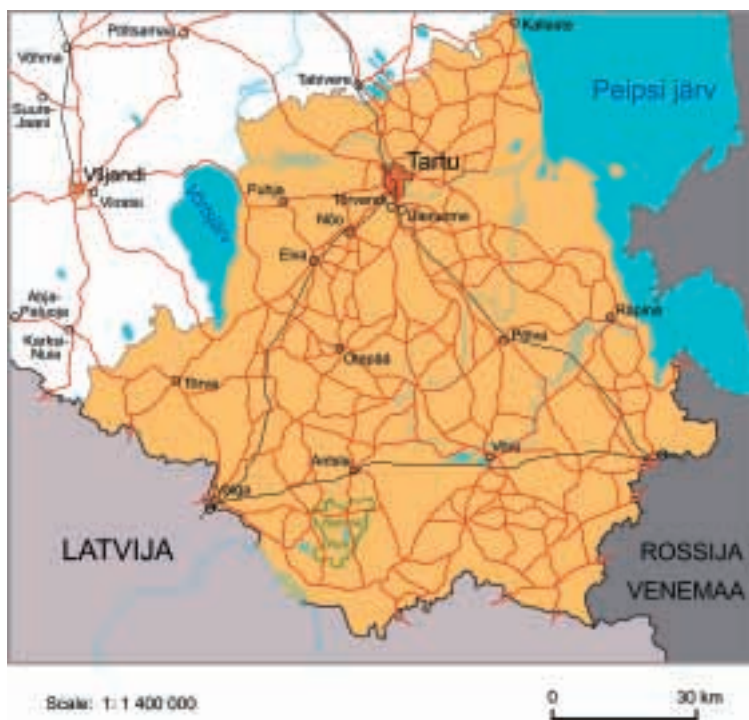 Kallaste
Põltsamaa
Võhma
Tabivere
Peipsi järv
Suure-
Jaani
Tartu
Viljandi
Viiratsi
Võrtsjärv
Puhja
Tõrvandi
Ülenurme
Nõo
Elva
Abja-
Paluoja
Räpina
Karksi-
Nuia
Põlva
Otepää
Tõrva
Võru
Antsla
Valga
LATVIJA
ROSSIJA
VENEMAA
Scale: 1: 1 400 000
0 30 km